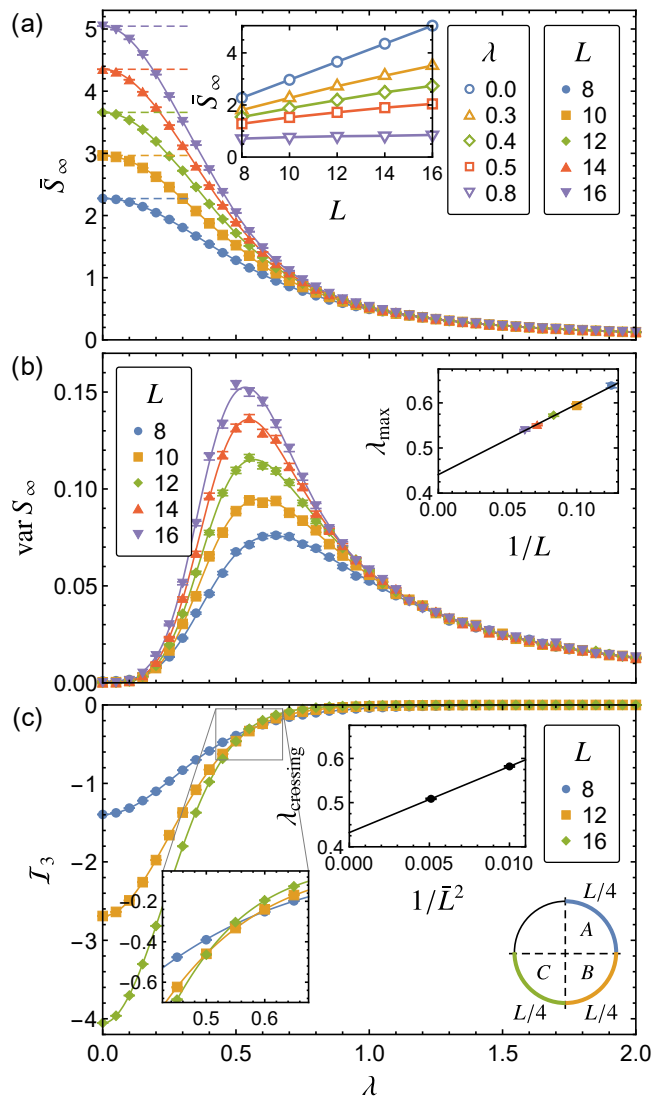 (a)
5
4
3
2
1
0
S̄∞
4
2
0
S̄∞
8 10 12 14 16
L
λ
0.0
0.3
0.4
0.5
0.8
L
8
10
12
14
16
(b)
0.15
0.10
0.05
0.00
var S∞
L
8
10
12
14
16
0.7
0.6
0.5
0.4
λmax
0.00 0.05 0.10
1/L
(c)
0
−1
−2
−3
−4
I₃
0.6
0.5
0.4
λcrossing
0.000 0.005 0.010
1/L̄²
L
8
12
16
−0.2
−0.4
−0.6
0.5 0.6
L/4
A
C B
L/4 L/4
0.0 0.5 1.0 1.5 2.0
λ